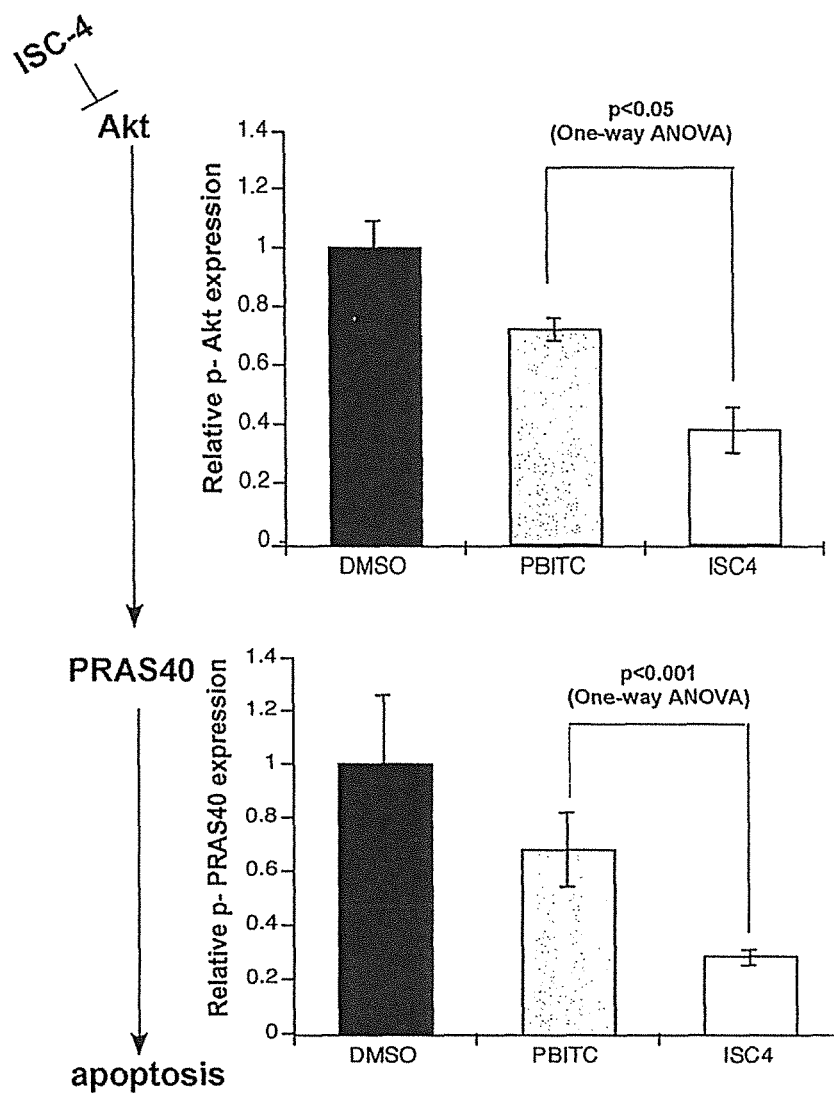 ISC-4
Akt
p<0.05
(One-way ANOVA)
Relative p- Akt expression
1.4
1.2
1
0.8
0.6
0.4
0.2
0
DMSO PBITC ISC4
PRAS40
p<0.001
(One-way ANOVA)
Relative p- PRAS40 expression
1.4
1.2
1
0.8
0.6
0.4
0.2
0
DMSO PBITC ISC4
apoptosis